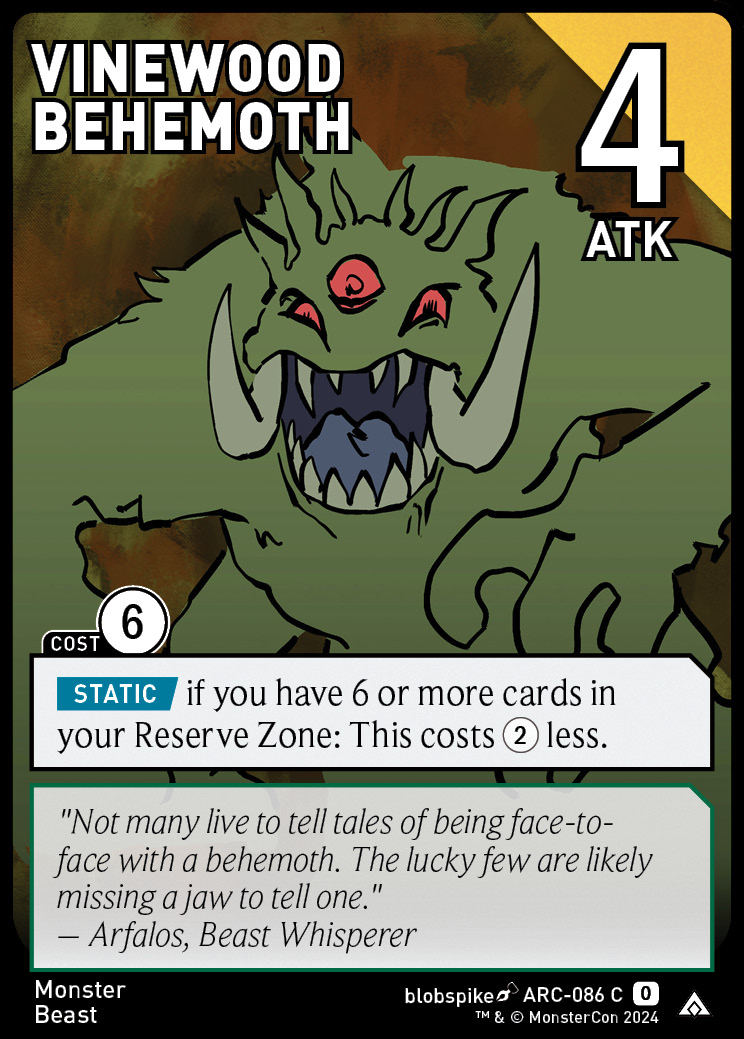 VINEWOOD
BEHEMOTH
4
ATK
COST 6
STATIC if you have 6 or more cards in
your Reserve Zone: This costs 2 less.
"Not many live to tell tales of being face-to-
face with a behemoth. The lucky few are likely
missing a jaw to tell one."
— Arfalos, Beast Whisperer
Monster
Beast
blobspike ARC-086 C 0
™ & © MonsterCon 2024